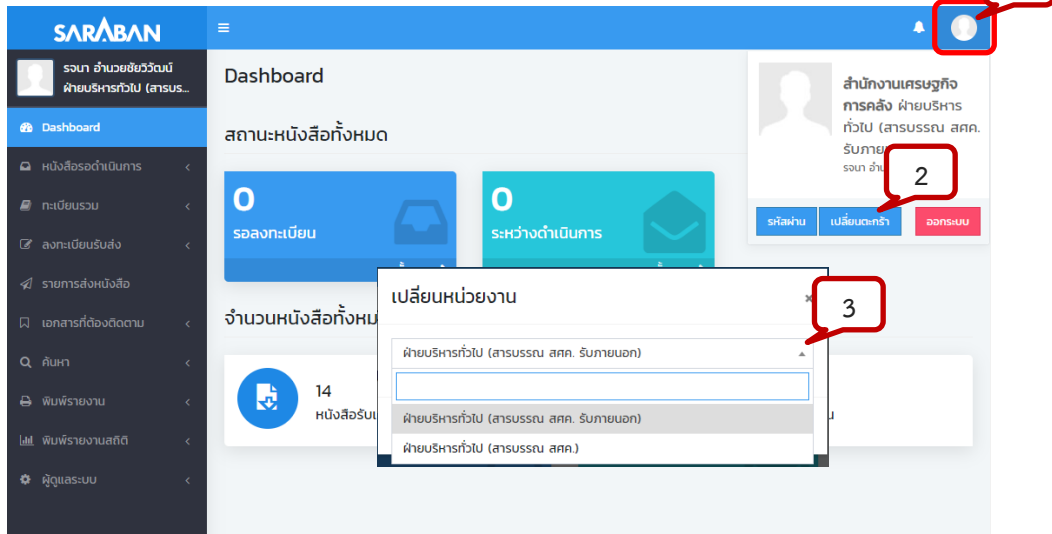 SARABAN
รจนา อำนวยชัยวิวัฒน์
ฝ่ายบริหารทั่วไป (สารบร...
Dashboard
หนังสือรอดำเนินการ
ทะเบียนรวม
ลงทะเบียนรับส่ง
รายการส่งหนังสือ
เอกสารที่ต้องติดตาม
ค้นหา
พิมพ์รายงาน
พิมพ์รายงานสถิติ
ผู้ดูแลระบบ
Dashboard
สถานะหนังสือทั้งหมด
0
รอลงทะเบียน
0
ระหว่างดำเนินการ
สำนักงานเศรษฐกิจ
การคลัง ฝ่ายบริหาร
ทั่วไป (สารบรรณ สศค.
รับภาย
รจนา อำ
2
รหัสผ่าน เปลี่ยนตะกร้า ออกจากระบบ
จำนวนหนังสือทั้งหม
14
หนังสือรับ
เปลี่ยนหน่วยงาน ×
3
ฝ่ายบริหารทั่วไป (สารบรรณ สศค. รับภายนอก)
ฝ่ายบริหารทั่วไป (สารบรรณ สศค. รับภายนอก)
ฝ่ายบริหารทั่วไป (สารบรรณ สศค.)